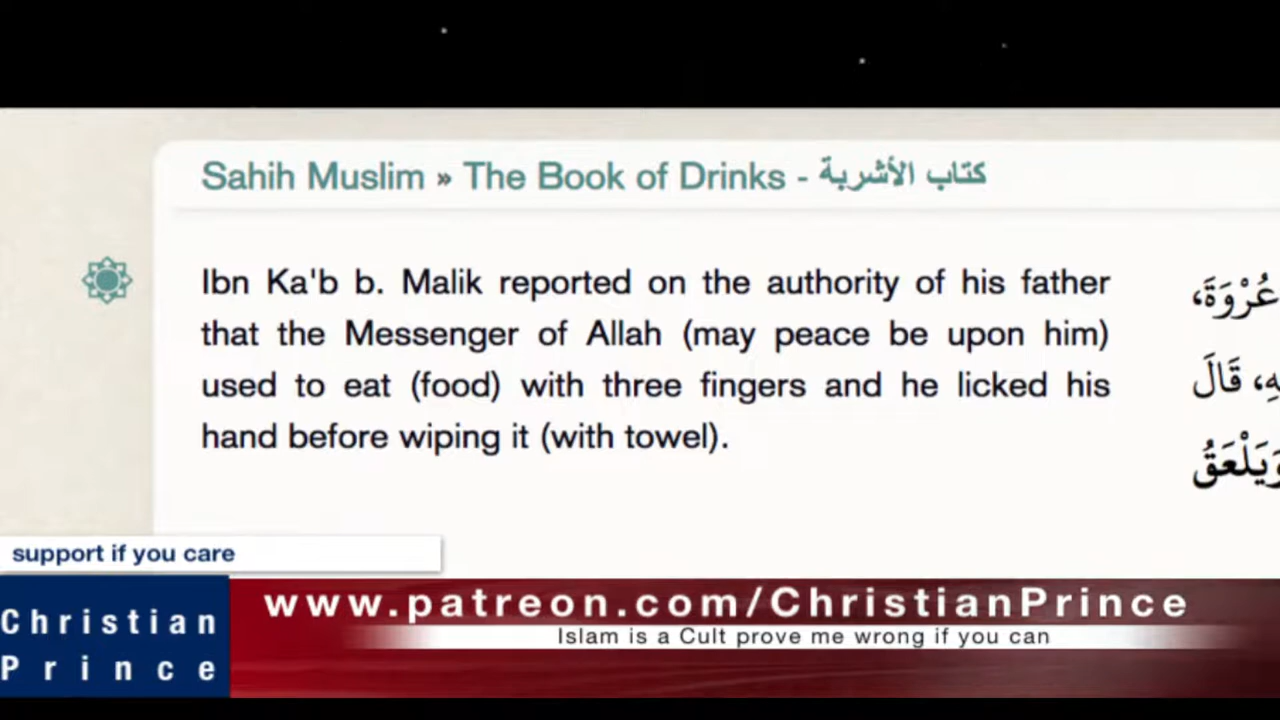 Sahih Muslim » The Book of Drinks - كتاب الأشربة
Ibn Ka'b b. Malik reported on the authority of his father
that the Messenger of Allah (may peace be upon him)
used to eat (food) with three fingers and he licked his
hand before wiping it (with towel).
عُرْوَةَ،
قَالَ
وَيَلْعَقُ
support if you care
Christian
Prince
www.patreon.com/ChristianPrince
Islam is a Cult prove me wrong if you can